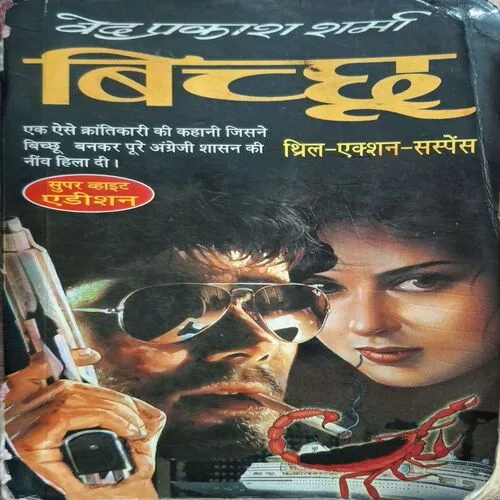 वेद प्रकाश शर्मा
बिच्छू
एक ऐसे क्रांतिकारी की कहानी जिसने
बिच्छू बनकर पूरे अंग्रेजी शासन की
नींव हिला दी।
थ्रिल-एक्शन-सस्पेंस
सुपर व्हाइट
एडीशन